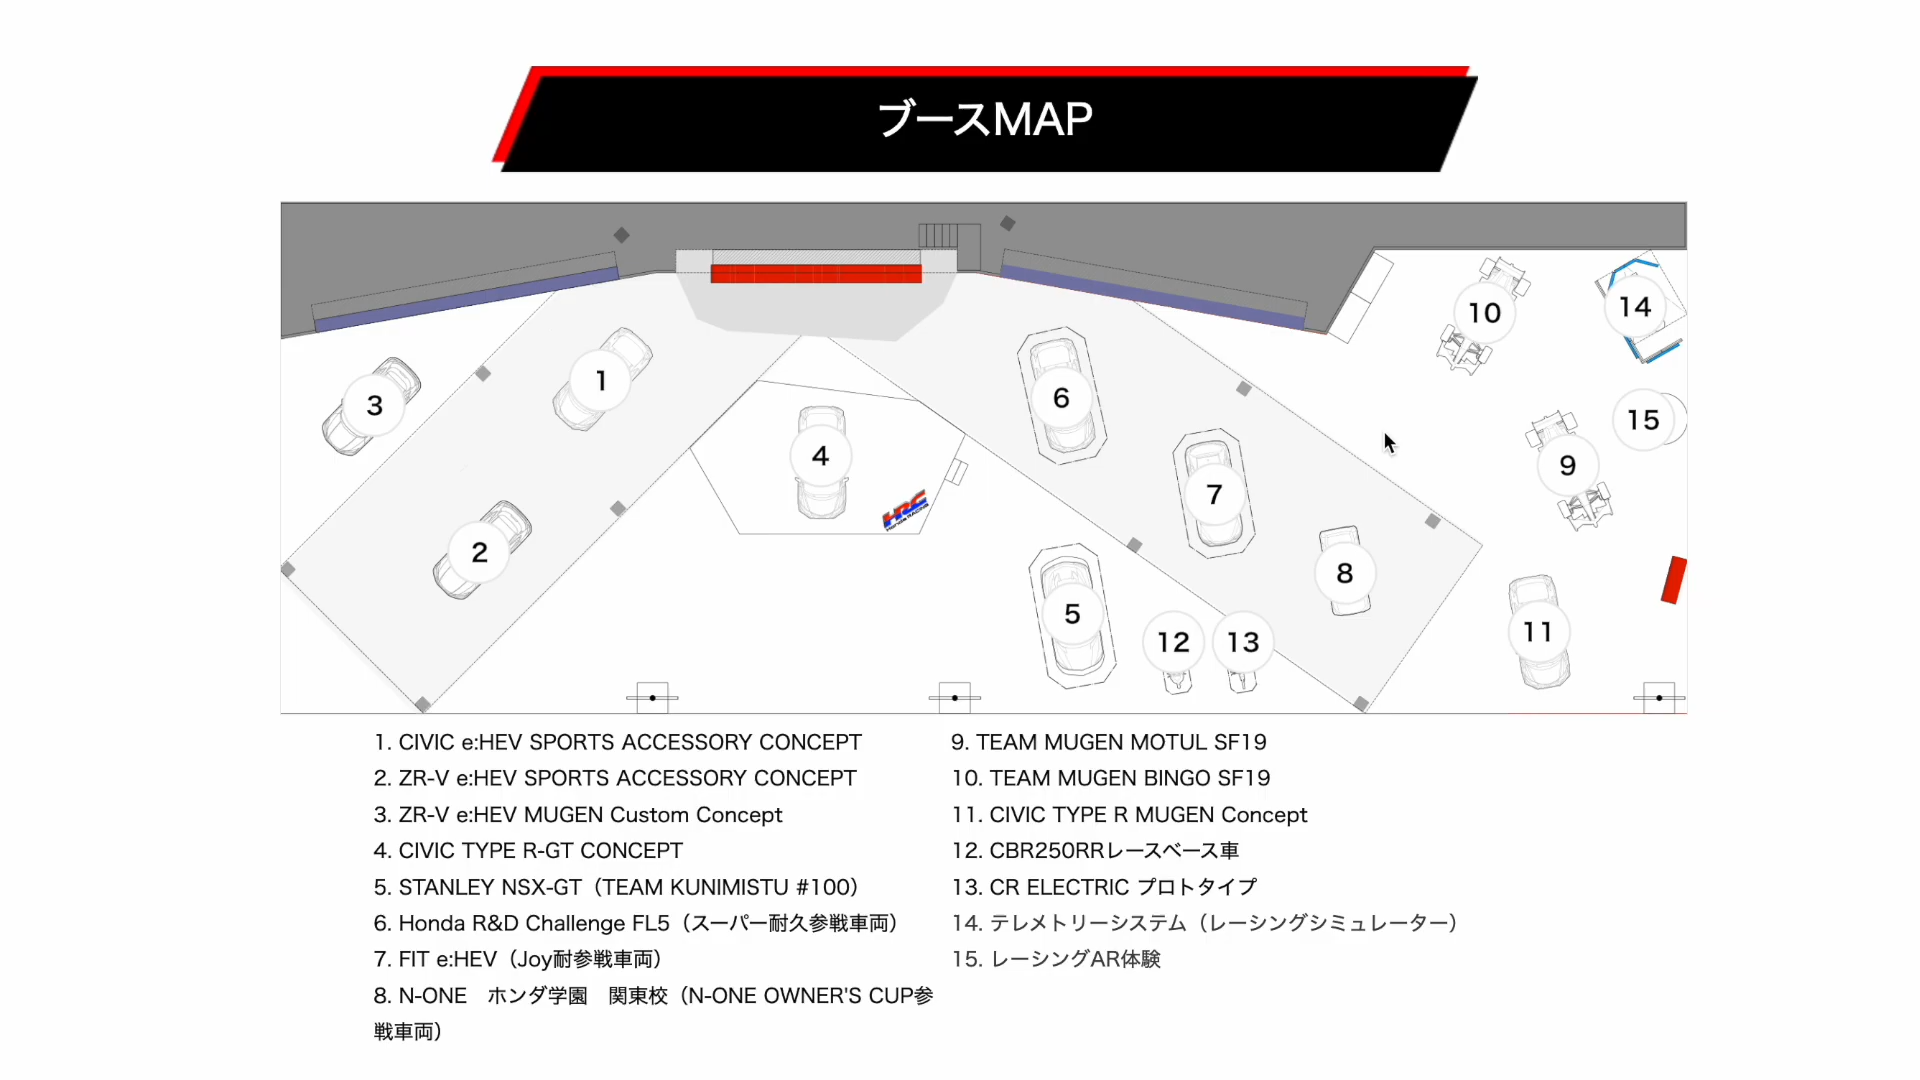 ブースMAP
1
2
3
4
5
6
7
8
9
10
11
12
13
14
15
HRC
HONDA RACING
1. CIVIC e:HEV SPORTS ACCESSORY CONCEPT
2. ZR-V e:HEV SPORTS ACCESSORY CONCEPT
3. ZR-V e:HEV MUGEN Custom Concept
4. CIVIC TYPE R-GT CONCEPT
5. STANLEY NSX-GT（TEAM KUNIMISTU #100）
6. Honda R&D Challenge FL5（スーパー耐久参戦車両）
7. FIT e:HEV（Joy耐参戦車両）
8. N-ONE　ホンダ学園　関東校（N-ONE OWNER'S CUP参
戦車両）
9. TEAM MUGEN MOTUL SF19
10. TEAM MUGEN BINGO SF19
11. CIVIC TYPE R MUGEN Concept
12. CBR250RRレースベース車
13. CR ELECTRIC プロトタイプ
14. テレメトリーシステム（レーシングシミュレーター）
15. レーシングAR体験